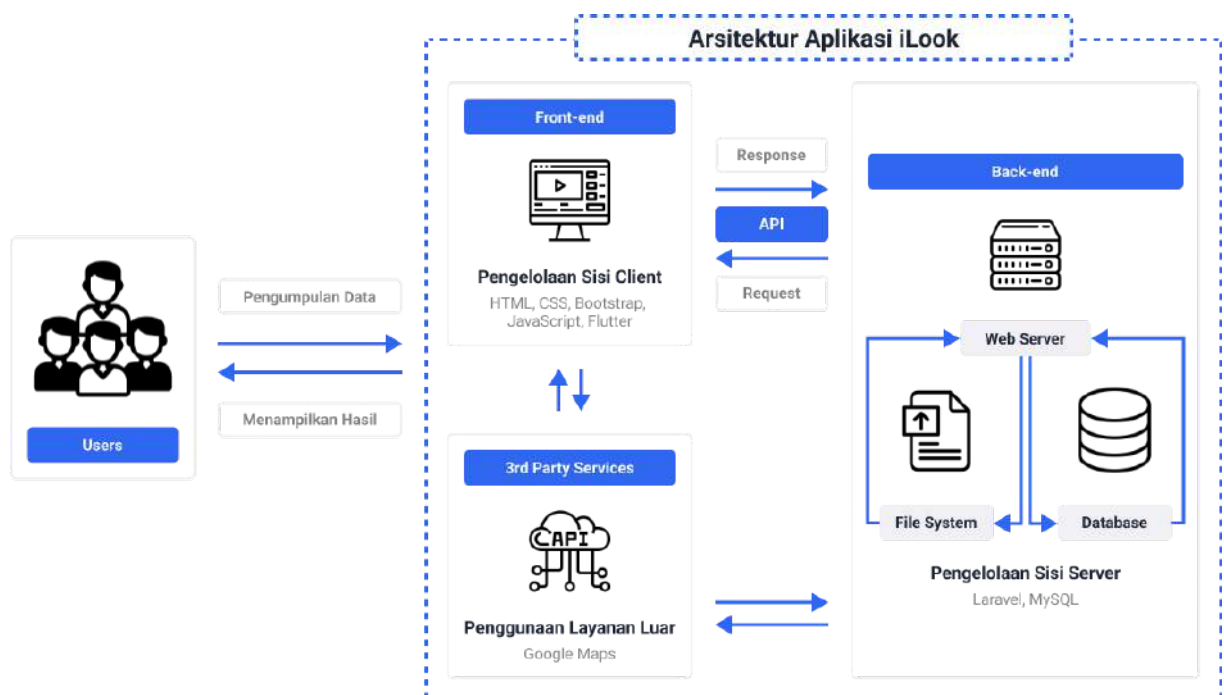 Arsitektur Aplikasi iLook
Front-end
Pengelolaan Sisi Client
HTML, CSS, Bootstrap,
JavaScript, Flutter
Response
API
Request
Back-end
Web Server
File System
Database
Pengelolaan Sisi Server
Laravel, MySQL
Pengumpulan Data
Menampilkan Hasil
Users
3rd Party Services
API
Penggunaan Layanan Luar
Google Maps